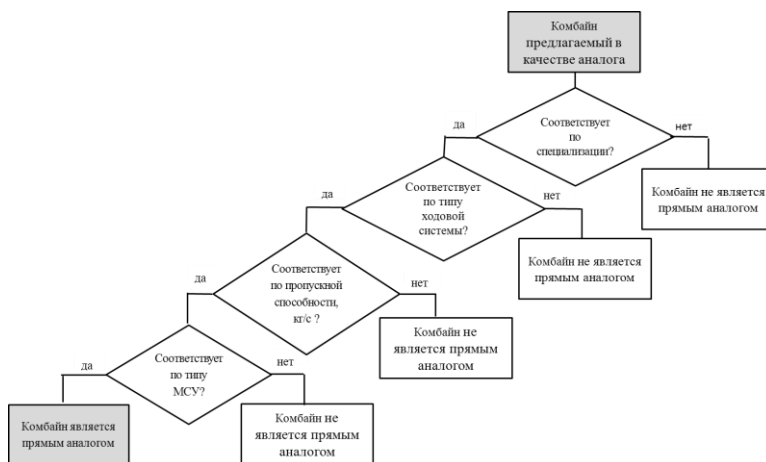 Комбайн
предлагаемый в
качестве аналога
да
Соответствует
по
специализации?
нет
Комбайн не является
прямым аналогом
да
Соответствует
по типу
ходовой
системы?
нет
Комбайн не является
прямым аналогом
да
Соответствует
по пропускной
способности,
кг/с ?
нет
Комбайн не
является прямым
аналогом
да
Соответствует
по типу
МСУ?
нет
Комбайн является
прямым аналогом
Комбайн не
является прямым
аналогом